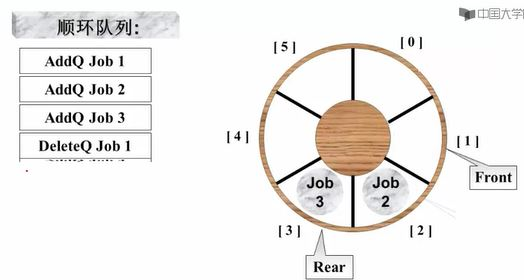 中国大学
顺环队列:
AddQ Job 1
AddQ Job 2
AddQ Job 3
DeleteQ Job 1
[ 5 ]
[ 0 ]
[ 4 ]
[ 1 ]
Job
3
Job
2
Front
[ 3 ]
[ 2 ]
Rear